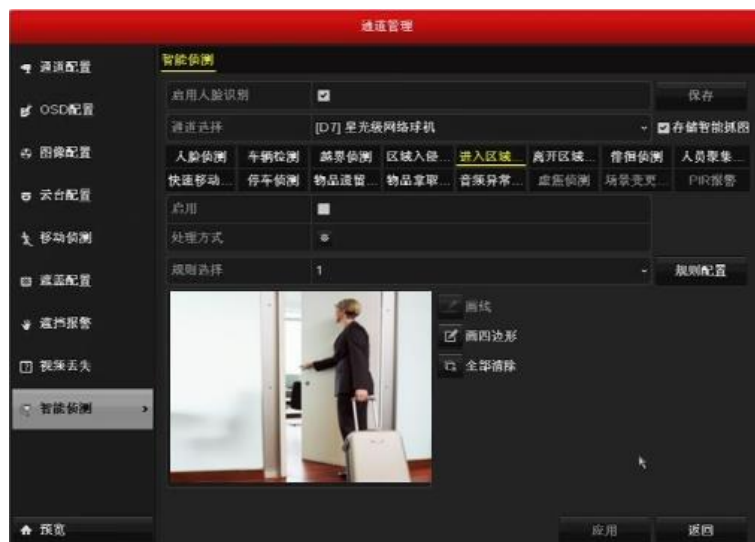 通道管理
通道配置
OSD配置
图像配置
云台配置
移动侦测
遮盖配置
遮挡报警
视频丢失
智能侦测
预览
智能侦测
启用人脸识别 保存
通道选择 [D7] 星光级网络球机 存储智能抓图
人脸侦测 车辆检测 越界侦测 区域入侵... 进入区域... 离开区域... 徘徊侦测 人员聚集...
快速移动... 停车侦测 物品遗留... 物品拿取... 音频异常... 虚焦侦测 场景变更... PIR报警
启用
处理方式
规则选择 1 规则配置
画线
画四边形
全部清除
应用 返回